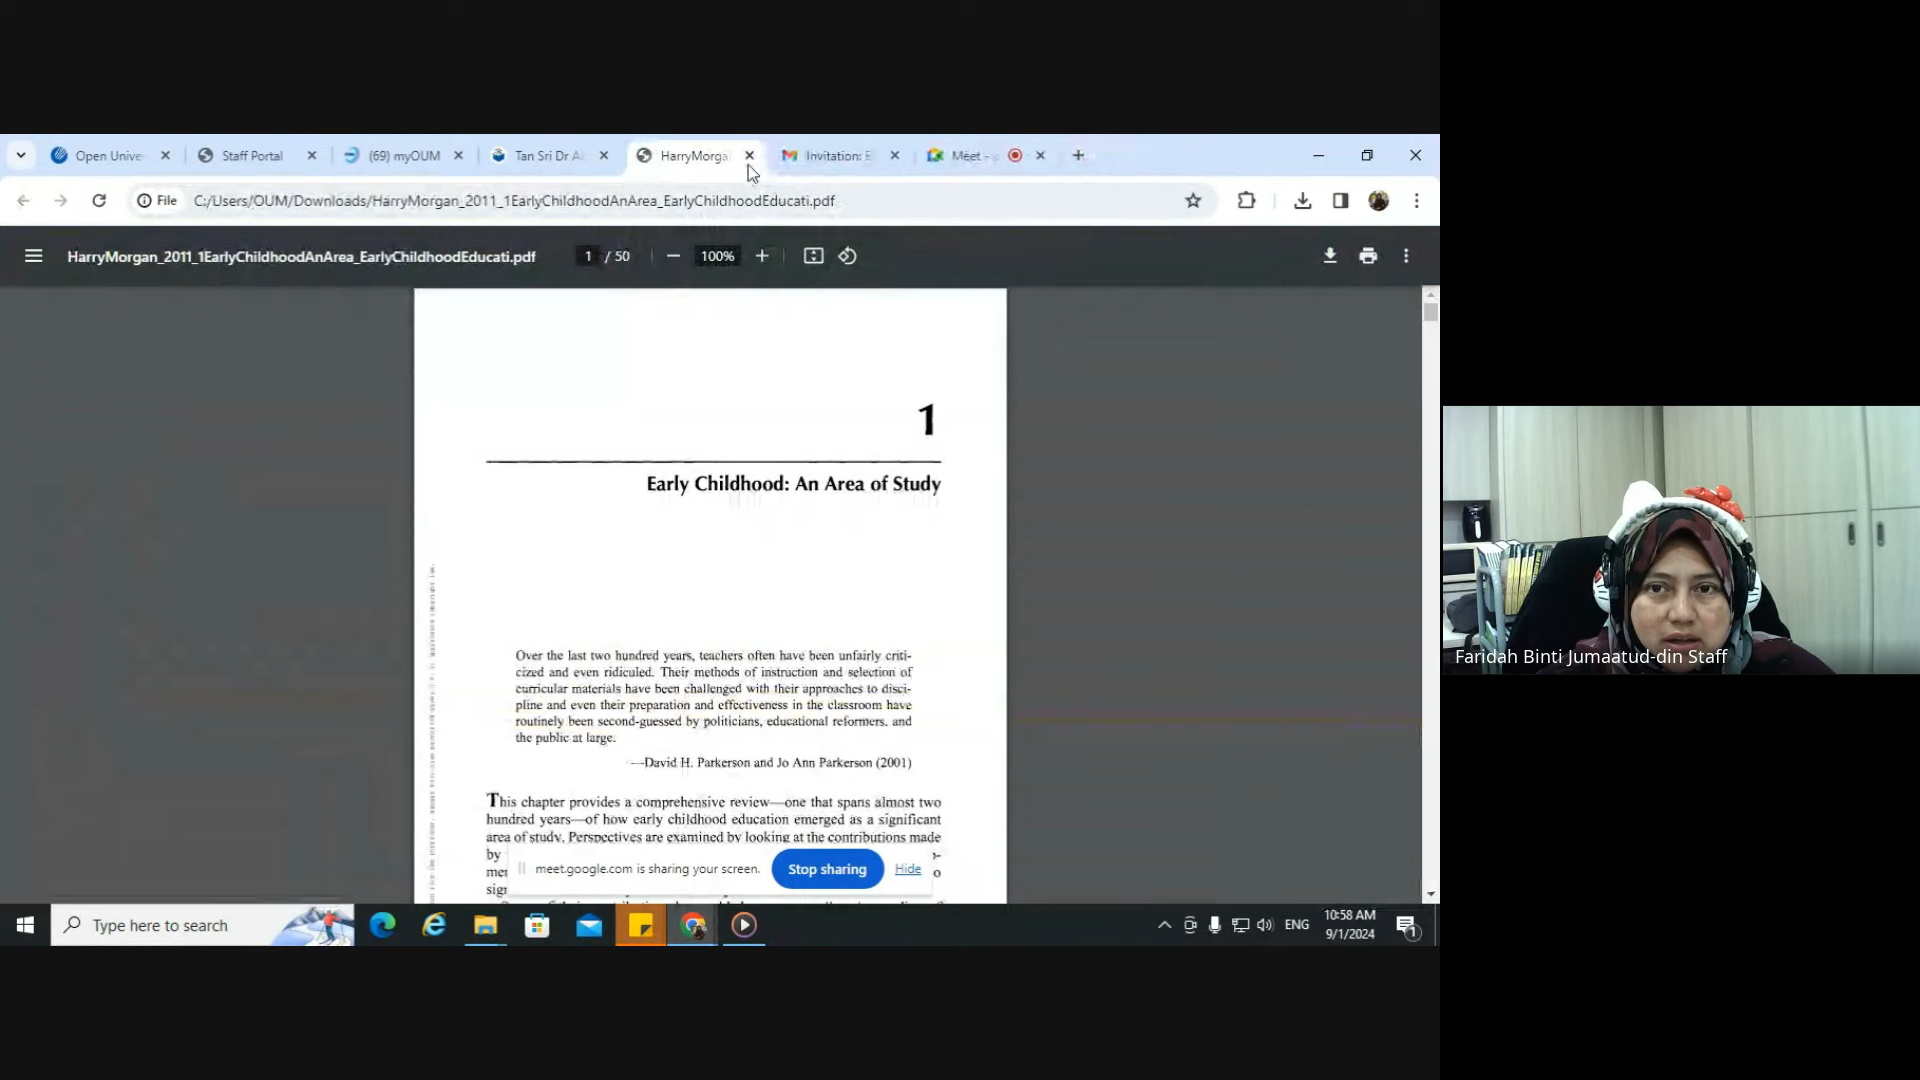 Open Unive
Staff Portal
(69) myOUM
Tan Sri Dr A
HarryMorga
Invitation: E
Meet -
File
C:/Users/OUM/Downloads/HarryMorgan_2011_1EarlyChildhoodAnArea_EarlyChildhoodEducati.pdf
HarryMorgan_2011_1EarlyChildhoodAnArea_EarlyChildhoodEducati.pdf
1 / 50
100%
1
Early Childhood: An Area of Study
Over the last two hundred years, teachers often have been unfairly criti-
cized and even ridiculed. Their methods of instruction and selection of
curricular materials have been challenged with their approaches to disci-
pline and even their preparation and effectiveness in the classroom have
routinely been second-guessed by politicians, educational reformers, and
the public at large.
—David H. Parkerson and Jo Ann Parkerson (2001)
This chapter provides a comprehensive review—one that spans almost two
hundred years—of how early childhood education emerged as a significant
area of study. Perspectives are examined by looking at the contributions made
by
meet.google.com is sharing your screen.
Stop sharing
Hide
Type here to search
ENG
10:58 AM
9/1/2024
1
Faridah Binti Jumaatud-din Staff